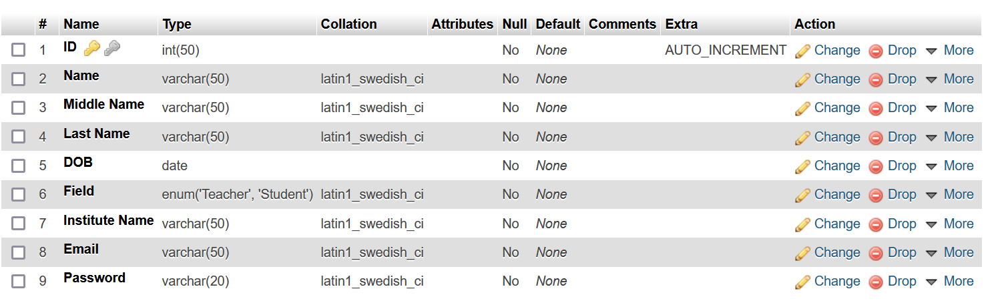 # Name Type Collation Attributes Null Default Comments Extra Action
1 ID int(50) No None AUTO_INCREMENT Change Drop More
2 Name varchar(50) latin1_swedish_ci No None Change Drop More
3 Middle Name varchar(50) latin1_swedish_ci No None Change Drop More
4 Last Name varchar(50) latin1_swedish_ci No None Change Drop More
5 DOB date No None Change Drop More
6 Field enum('Teacher', 'Student') latin1_swedish_ci No None Change Drop More
7 Institute Name varchar(50) latin1_swedish_ci No None Change Drop More
8 Email varchar(50) latin1_swedish_ci No None Change Drop More
9 Password varchar(20) latin1_swedish_ci No None Change Drop More